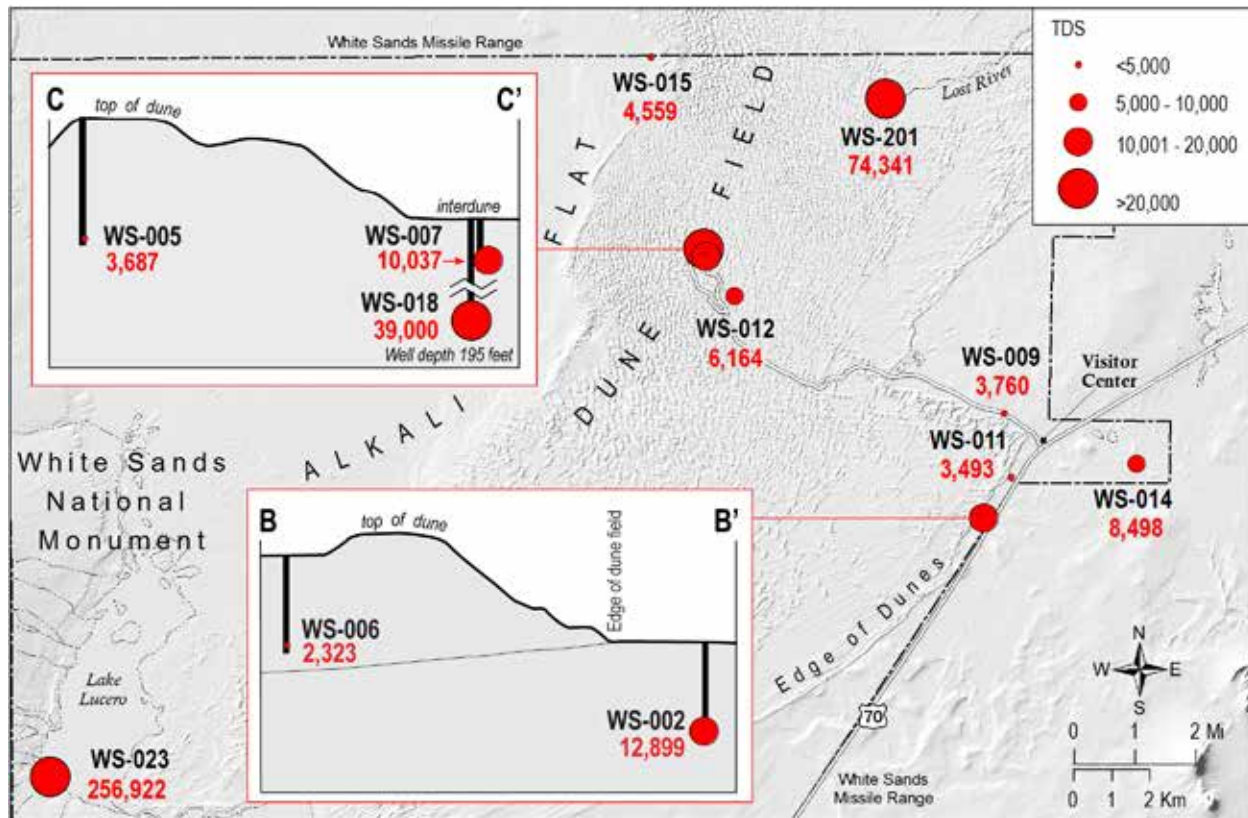 White Sands Missile Range
TDS
<5,000
5,000 - 10,000
10,001 - 20,000
>20,000
C
C'
top of dune
interdune
WS-005
3,687
WS-007
10,037
WS-018
39,000
Well depth 195 feet
WS-015
4,559
Lost River
WS-201
74,341
ALKALI FLAT
DUNE FIELD
WS-012
6,164
WS-009
3,760
Visitor
Center
WS-011
3,493
WS-014
8,498
White Sands
National
Monument
B
B'
top of dune
Edge of dune field
WS-006
2,323
WS-002
12,899
Edge of Dunes
70
Lake
Lucero
WS-023
256,922
White Sands
Missile Range
N
W
E
S
0 1 2 Mi
0 1 2 Km